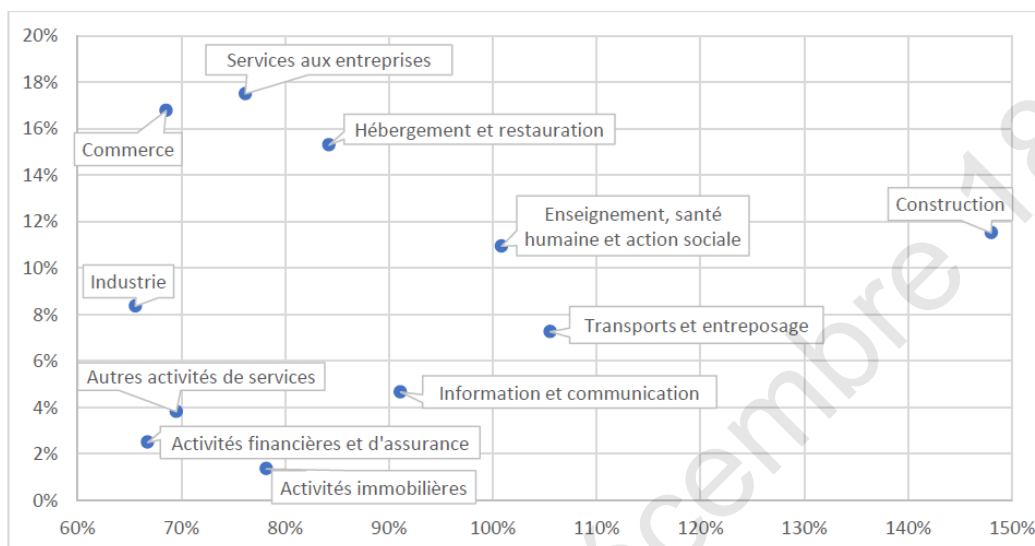 20%
18%
16%
14%
12%
10%
8%
6%
4%
2%
0%
Services aux entreprises
Commerce
Hébergement et restauration
Construction
Enseignement, santé
humaine et action sociale
Industrie
Transports et entreposage
Autres activités de services
Information et communication
Activités financières et d'assurance
Activités immobilières
60%
70%
80%
90%
100%
110%
120%
130%
140%
150%
cembre 18